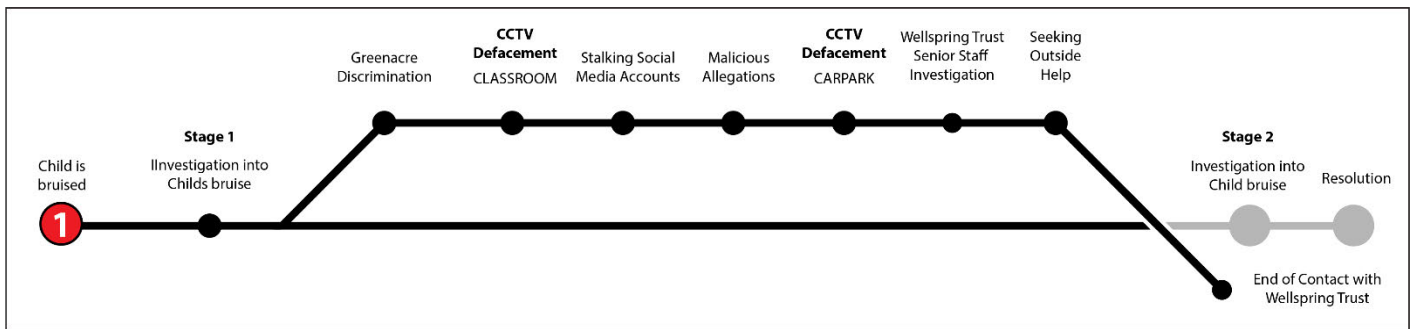 Child is
bruised
1
Stage 1
IInvestigation into
Childs bruise
Greenacre
Discrimination
CCTV
Defacement
CLASSROOM
Stalking Social
Media Accounts
Malicious
Allegations
CCTV
Defacement
CARPARK
Wellspring Trust
Senior Staff
Investigation
Seeking
Outside
Help
Stage 2
Investigation into
Child bruise
Resolution
End of Contact with
Wellspring Trust